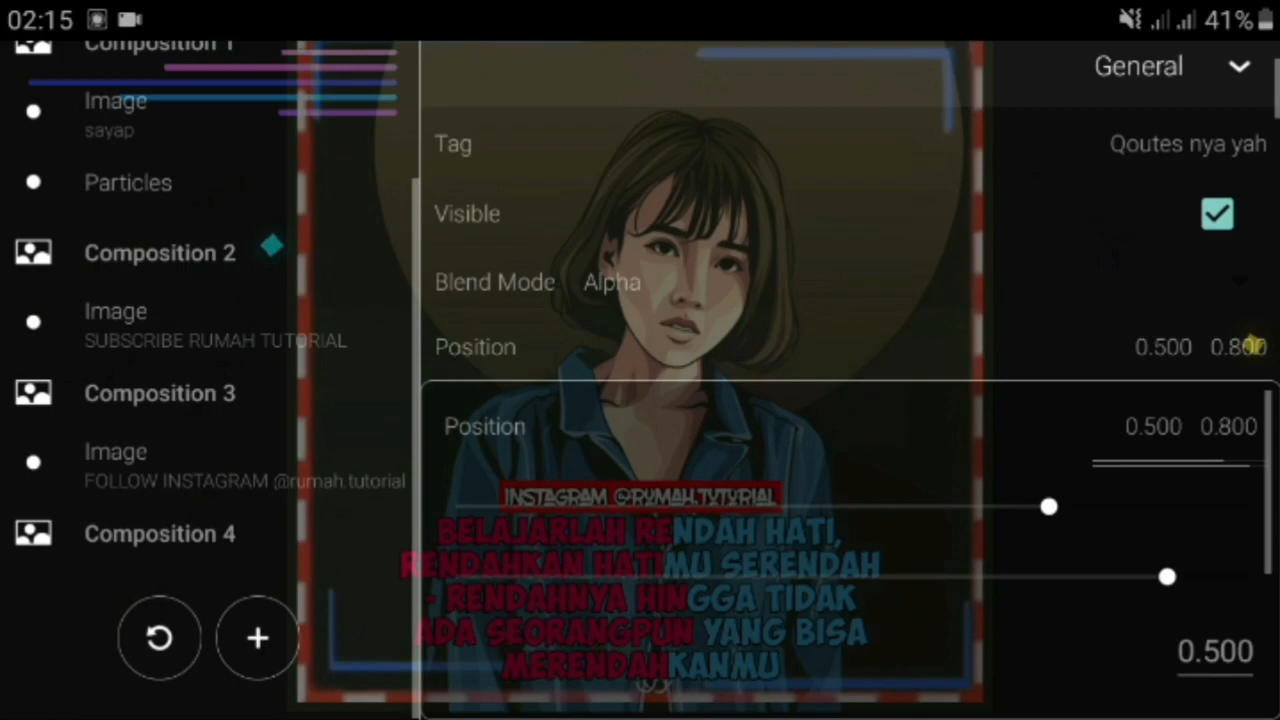 02:15
41%
Composition 1
Image
sayap
Particles
Composition 2
Image
SUBSCRIBE RUMAH TUTORIAL
Composition 3
Image
FOLLOW INSTAGRAM @rumah.tutorial
Composition 4
General
Tag
Qoutes nya yah
Visible
Blend Mode Alpha
Position
0.500 0.800
Position
0.500 0.800
0.500
INSTAGRAM @RUMAH.TUTORIAL
BELAJARLAH RENDAH HATI,
RENDAHKAN HATIMU SERENDAH
- RENDAHNYA HINGGA TIDAK
ADA SEORANGPUN YANG BISA
MERENDAHKANMU